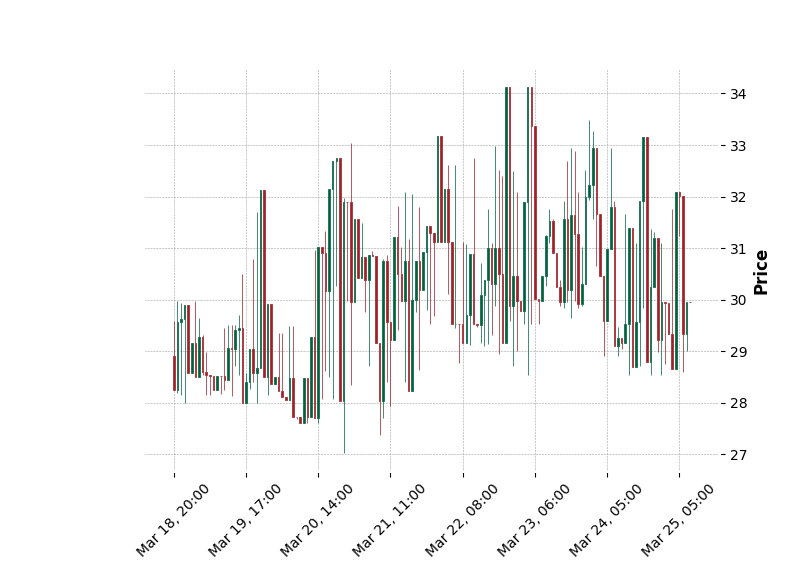 34
33
32
31
30
29
28
27
Price
Mar 18, 20:00
Mar 19, 17:00
Mar 20, 14:00
Mar 21, 11:00
Mar 22, 08:00
Mar 23, 06:00
Mar 24, 05:00
Mar 25, 05:00